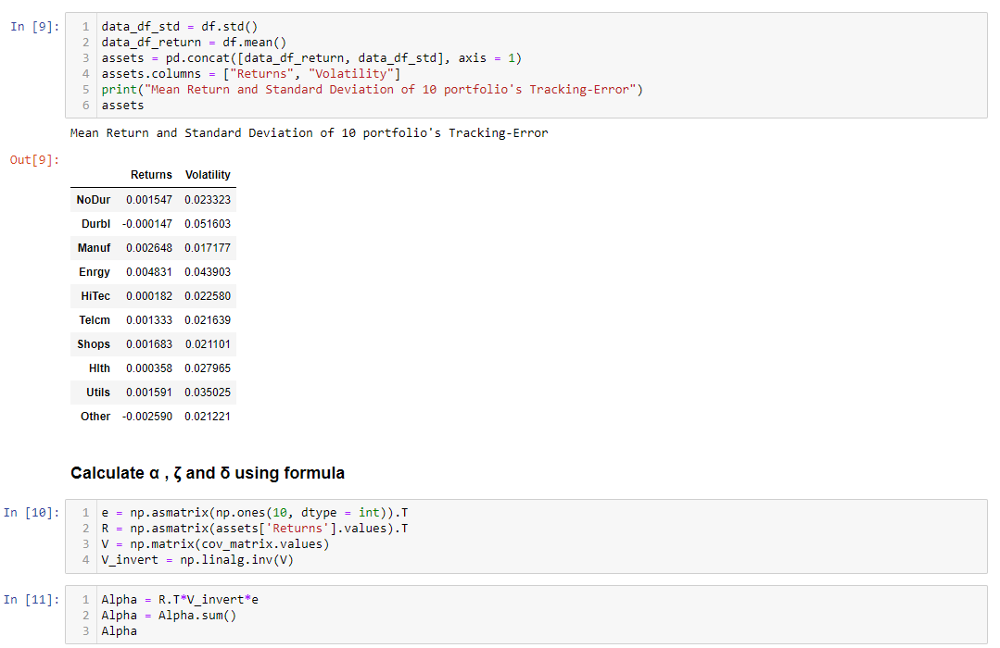 In [9]:
1 data_df_std = df.std()
2 data_df_return = df.mean()
3 assets = pd.concat([data_df_return, data_df_std], axis = 1)
4 assets.columns = ["Returns", "Volatility"]
5 print("Mean Return and Standard Deviation of 10 portfolio's Tracking-Error")
6 assets
Mean Return and Standard Deviation of 10 portfolio's Tracking-Error
Out[9]:
Returns Volatility
NoDur 0.001547 0.023323
Durbl -0.000147 0.051603
Manuf 0.002648 0.017177
Enrgy 0.004831 0.043903
HiTec 0.000182 0.022580
Telcm 0.001333 0.021639
Shops 0.001683 0.021101
Hlth 0.000358 0.027965
Utils 0.001591 0.035025
Other -0.002590 0.021221
Calculate α , ζ and δ using formula
In [10]:
1 e = np.asmatrix(np.ones(10, dtype = int)).T
2 R = np.asmatrix(assets['Returns'].values).T
3 V = np.matrix(cov_matrix.values)
4 V_invert = np.linalg.inv(V)
In [11]:
1 Alpha = R.T*V_invert*e
2 Alpha = Alpha.sum()
3 Alpha